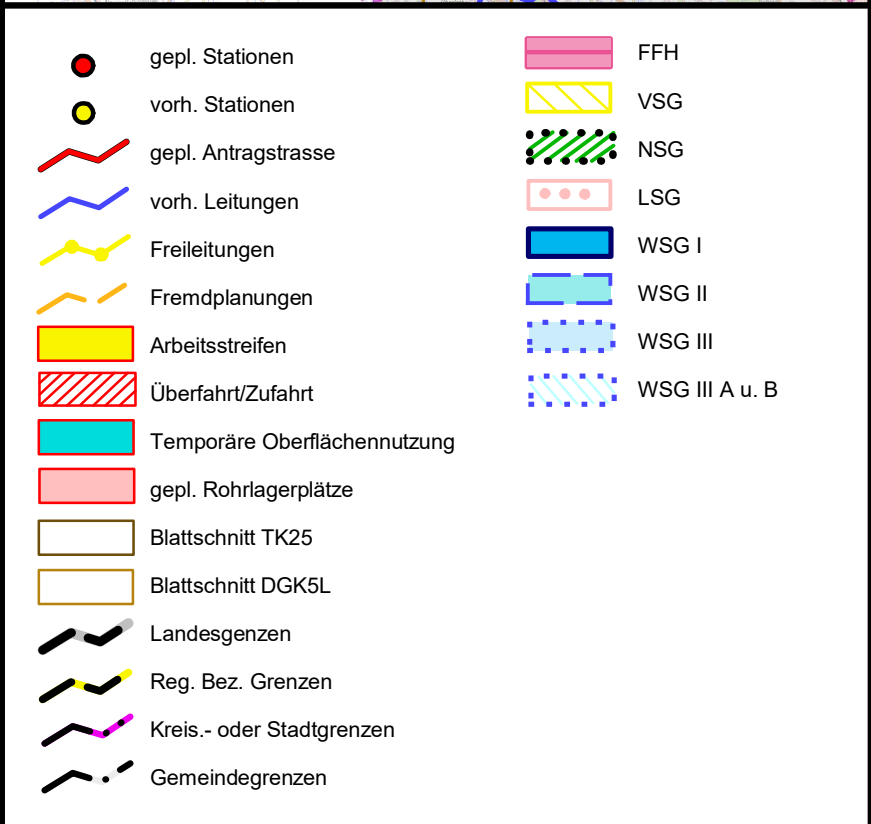 gepl. Stationen
vorh. Stationen
gepl. Antragstrasse
vorh. Leitungen
Freileitungen
Fremdplanungen
Arbeitsstreifen
Überfahrt/Zufahrt
Temporäre Oberflächennutzung
gepl. Rohrlagerplätze
Blattschnitt TK25
Blattschnitt DGK5L
Landesgenzen
Reg. Bez. Grenzen
Kreis.- oder Stadtgrenzen
Gemeindegrenzen
FFH
VSG
NSG
LSG
WSG I
WSG II
WSG III
WSG III A u. B